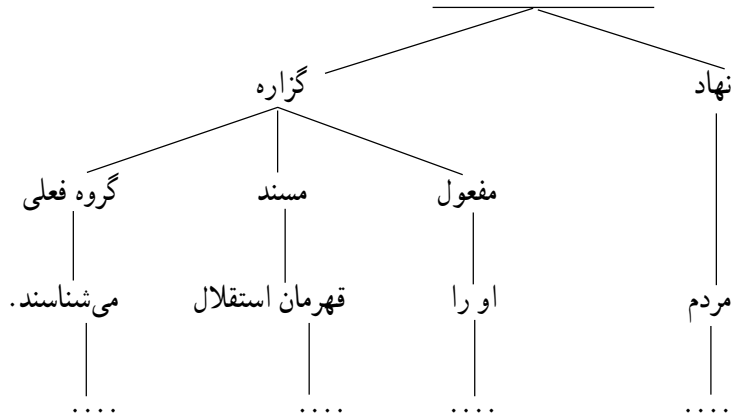 نهاد گزاره
مفعول مسند گروه فعلی
مردم او را قهرمان استقلال می‌شناسند.
.... .... .... ....